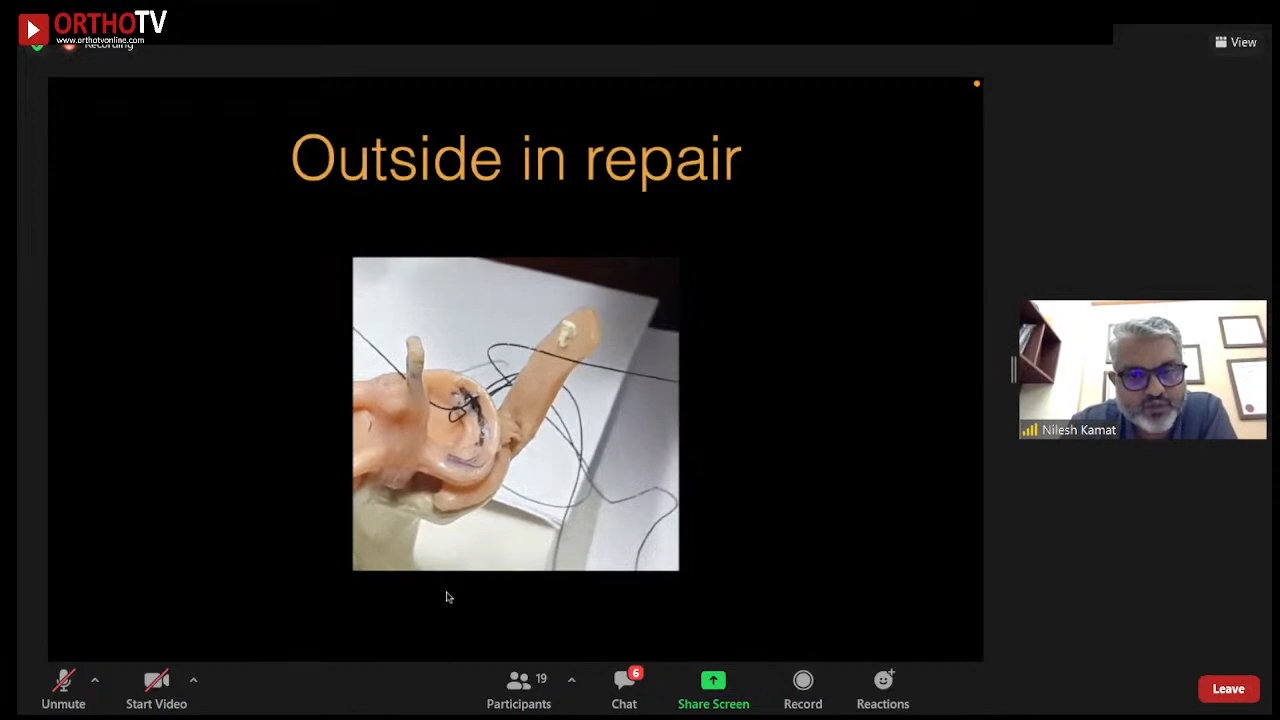 ORTHOTV
www.orthotvonline.com
Recording
View
Outside in repair
Nilesh Kamat
Unmute
Start Video
19
Participants
6
Chat
Share Screen
Record
Reactions
Leave